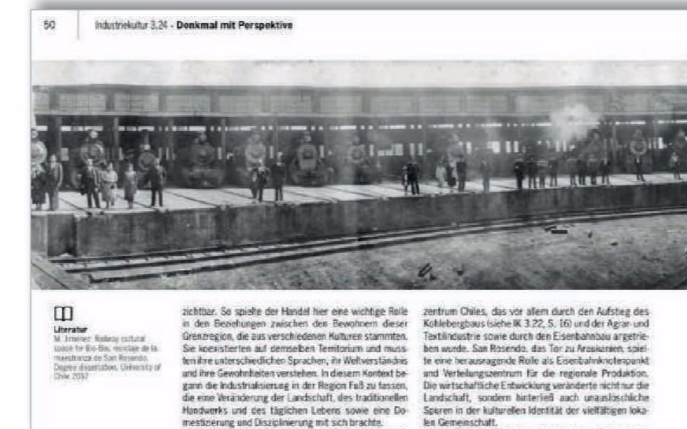 50
Industriekultur 3.24 - Denkmal mit Perspektive
Literatur
M. Jimenez: Railway cultural
space for Bio-Bio, reciclaje de la
maestranza de San Rosendo.
Degree dissertation, University of
Chile 2017
zichtbar. So spielte der Handel hier eine wichtige Rolle
in den Beziehungen zwischen den Bewohnern dieser
Grenzregion, die aus verschiedenen Kulturen stammten.
Sie koexistierten auf demselben Territorium und muss-
ten ihre unterschiedlichen Sprachen, ihr Weltverständnis
und ihre Gewohnheiten verstehen. In diesem Kontext be-
gann die Industrialisierung in der Region Fuß zu fassen,
die eine Veränderung der Landschaft, des traditionellen
Handwerks und des täglichen Lebens sowie eine Do-
mestizierung und Disziplinierung mit sich brachte.
zentrum Chiles, das vor allem durch den Aufstieg des
Kohlebergbaus (siehe IK 3.22, S. 16) und der Agrar- und
Textilindustrie sowie durch den Eisenbahnbau angetrie-
ben wurde. San Rosendo, das Tor zu Araukanien, spiel-
te eine herausragende Rolle als Eisenbahnknotenpunkt
und Verteilungszentrum für die regionale Produktion.
Die wirtschaftliche Entwicklung veränderte nicht nur die
Landschaft, sondern hinterließ auch unauslöschliche
Spuren in der kulturellen Identität der vielfältigen loka-
len Gemeinschaft.